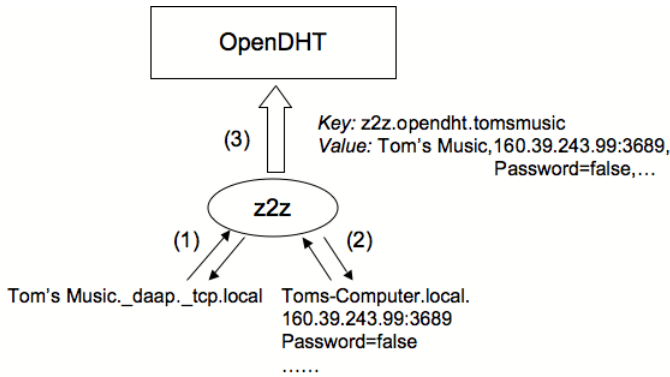 OpenDHT
(3)
Key: z2z.opendht.tomsmusic
Value: Tom's Music,160.39.243.99:3689,
Password=false,...
z2z
(1)
(2)
Tom's Music._daap._tcp.local
Toms-Computer.local.
160.39.243.99:3689
Password=false
......